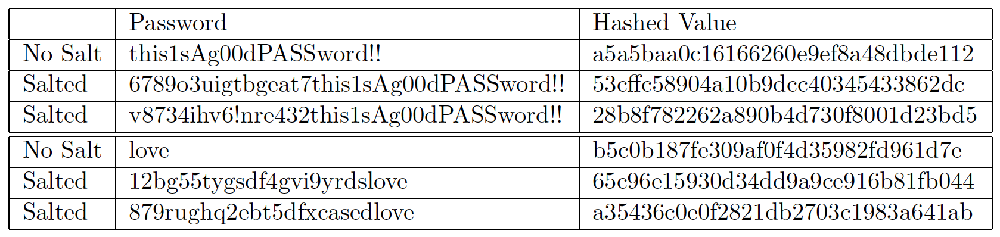 Password Hashed Value
No Salt this1sAg00dPASSword!! a5a5baa0c16166260e9ef8a48dbde112
Salted 6789o3uigtbgeat7this1sAg00dPASSword!! 53cffc58904a10b9dcc40345433862dc
Salted v8734ihv6!nre432this1sAg00dPASSword!! 28b8f782262a890b4d730f8001d23bd5
No Salt love b5c0b187fe309af0f4d35982fd961d7e
Salted 12bg55tygsdf4gvi9yrdslove 65c96e15930d34dd9a9ce916b81fb044
Salted 879rughq2ebt5dfxcasedlove a35436c0e0f2821db2703c1983a641ab